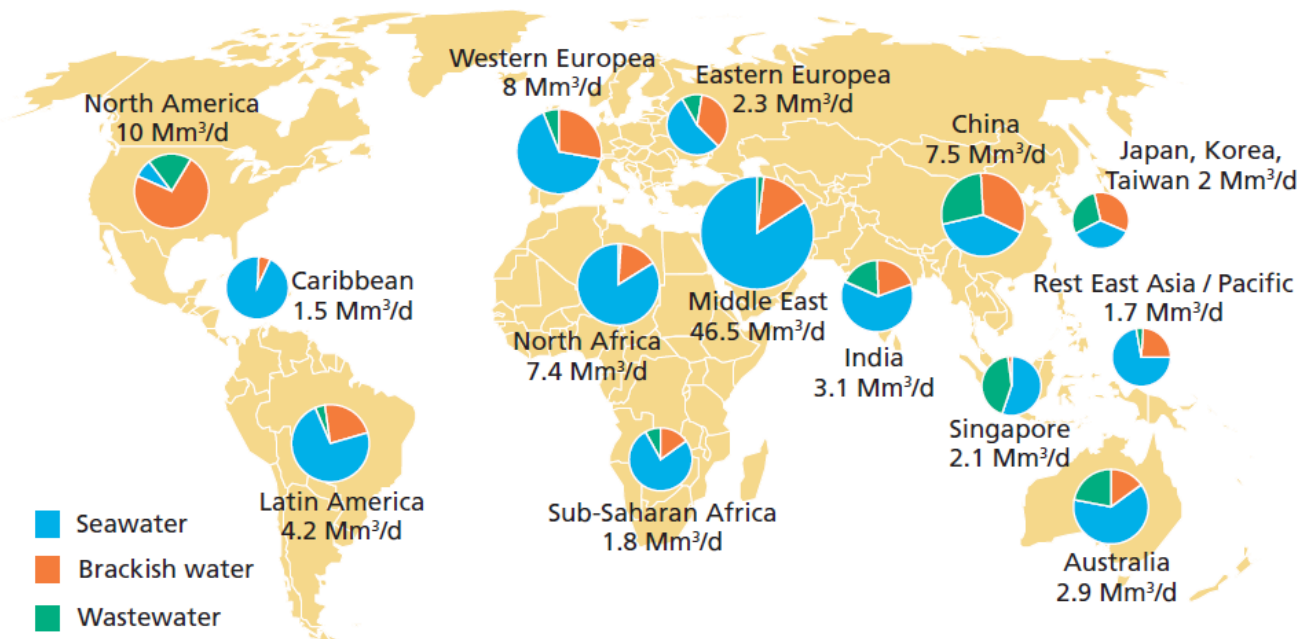 Western Europea
8 Mm³/d
Eastern Europea
2.3 Mm³/d
North America
10 Mm³/d
China
7.5 Mm³/d
Japan, Korea,
Taiwan 2 Mm³/d
Caribbean
1.5 Mm³/d
North Africa
7.4 Mm³/d
Middle East
46.5 Mm³/d
India
3.1 Mm³/d
Rest East Asia / Pacific
1.7 Mm³/d
Singapore
2.1 Mm³/d
Latin America
4.2 Mm³/d
Sub-Saharan Africa
1.8 Mm³/d
Australia
2.9 Mm³/d
Seawater
Brackish water
Wastewater